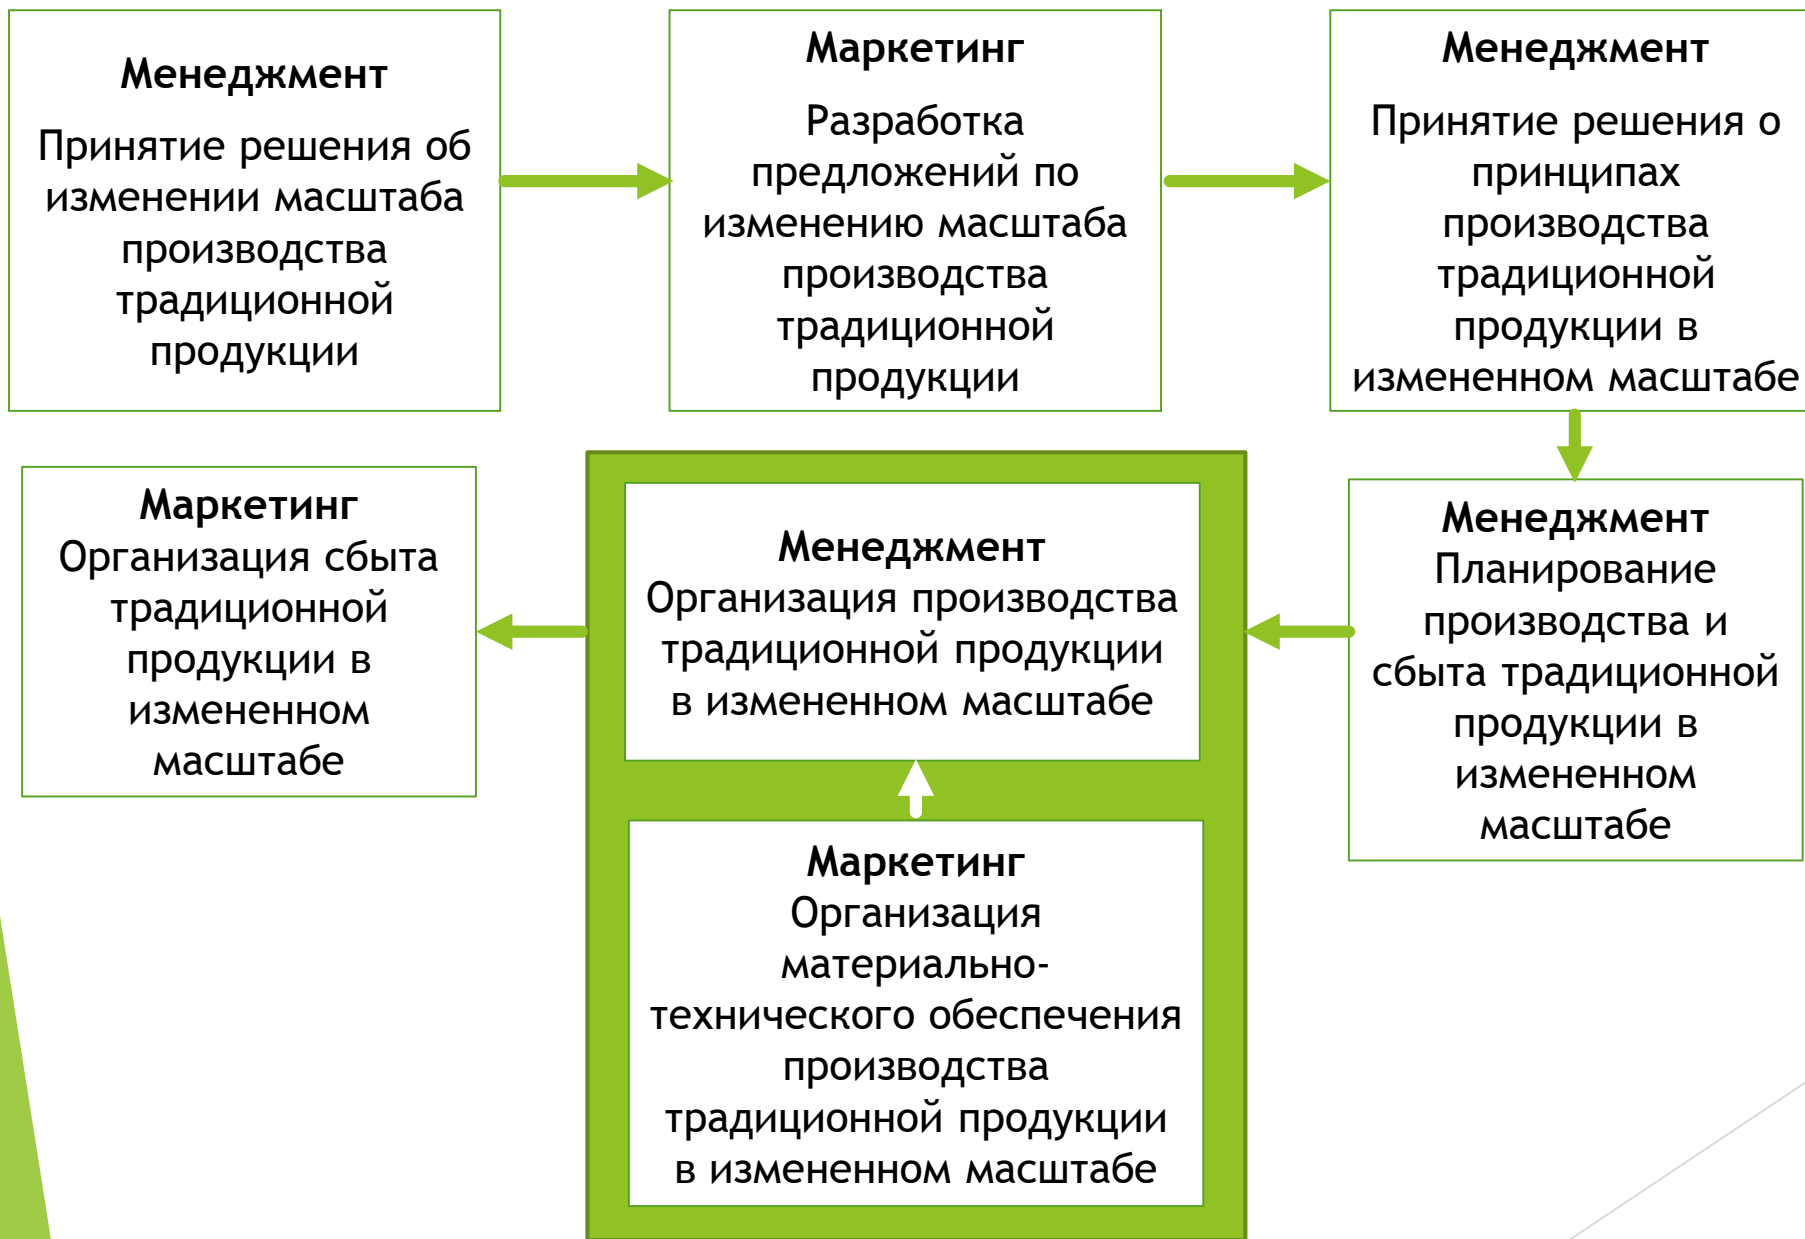 Менеджмент
Принятие решения об
изменении масштаба
производства
традиционной
продукции
Маркетинг
Разработка
предложений по
изменению масштаба
производства
традиционной
продукции
Менеджмент
Принятие решения о
принципах
производства
традиционной
продукции в
измененном масштабе
Менеджмент
Планирование
производства и
сбыта традиционной
продукции в
измененном
масштабе
Менеджмент
Организация производства
традиционной продукции
в измененном масштабе
Маркетинг
Организация
материально-
технического обеспечения
производства
традиционной продукции
в измененном масштабе
Маркетинг
Организация сбыта
традиционной
продукции в
измененном
масштабе